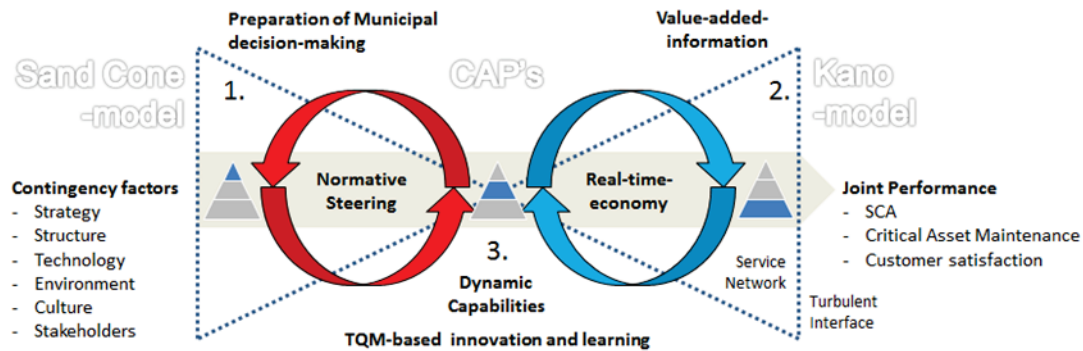 Preparation of Municipal
decision-making
Value-added-
information
Sand Cone
-model
CAP's
Kano
-model
1.
2.
Contingency factors
- Strategy
- Structure
- Technology
- Environment
- Culture
- Stakeholders
Normative
Steering
Real-time-
economy
Joint Performance
- SCA
- Critical Asset Maintenance
- Customer satisfaction
3.
Dynamic
Capabilities
Service
Network
Turbulent
Interface
TQM-based innovation and learning